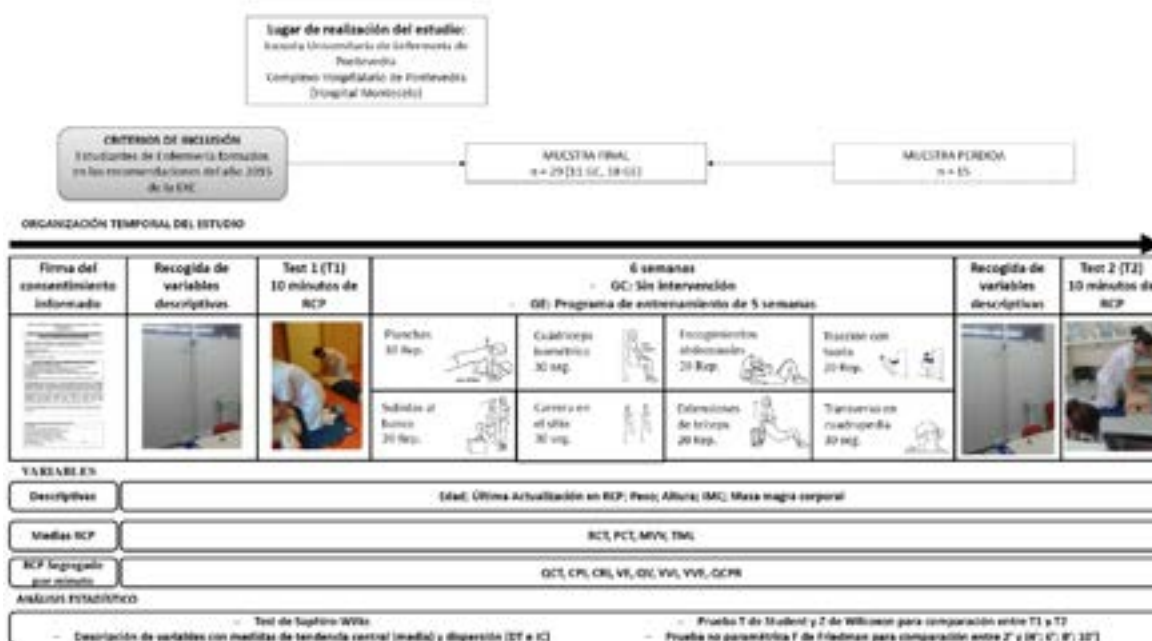 Lugar de realización del estudio:
Escuela Universitaria de Enfermería de
Pontevedra
Complexo Hospitalario de Pontevedra
(Hospital Montecelo)
CRITERIOS DE INCLUSIÓN
Estudiantes de Enfermería formados
en las recomendaciones del año 2015
de la ERC
MUESTRA FINAL
n = 29 (11 GC, 18 GE)
MUESTRA PERDIDA
n = 15
ORGANIZACIÓN TEMPORAL DEL ESTUDIO
Firma del
consentimiento
informado
Recogida de
variables
descriptivas
Test 1 (T1)
10 minutos de
RCP
6 semanas
- GC: Sin intervención
- GE: Programa de entrenamiento de 5 semanas
Recogida de
variables
descriptivas
Test 2 (T2)
10 minutos de
RCP
Planchas
30 Rep.
Cuádriceps
isométrico
30 seg.
Encogimientos
abdominales
20 Rep.
Tracción con
20 Rep.
Subidas al
banco
Carrera en
el sitio
30 seg.
Extensiones
de tríceps
20 Rep.
Transverso en
cuadrupedia
30 seg.
VARIABLES
Descriptivas
Edad; Última Actualización en RCP; Peso; Altura; IMC; Masa magra corporal
Medias RCP
RCT, PCT, MVV, TML
RCP Segregado
por minuto
QCT, CPI, CRI, VE, QV, VVI, VVE, QCPR
ANÁLISIS ESTADÍSTICO
- Test de Saphiro-Wilks
- Descripción de variables con medidas de tendencia central (media) y dispersión (DT e IC)
- Prueba T de Student y Z de Wilcoxon para comparación entre T1 y T2
- Prueba no paramétrica F de Friedman para comparación entre 2' y (4'; 6'; 8'; 10')